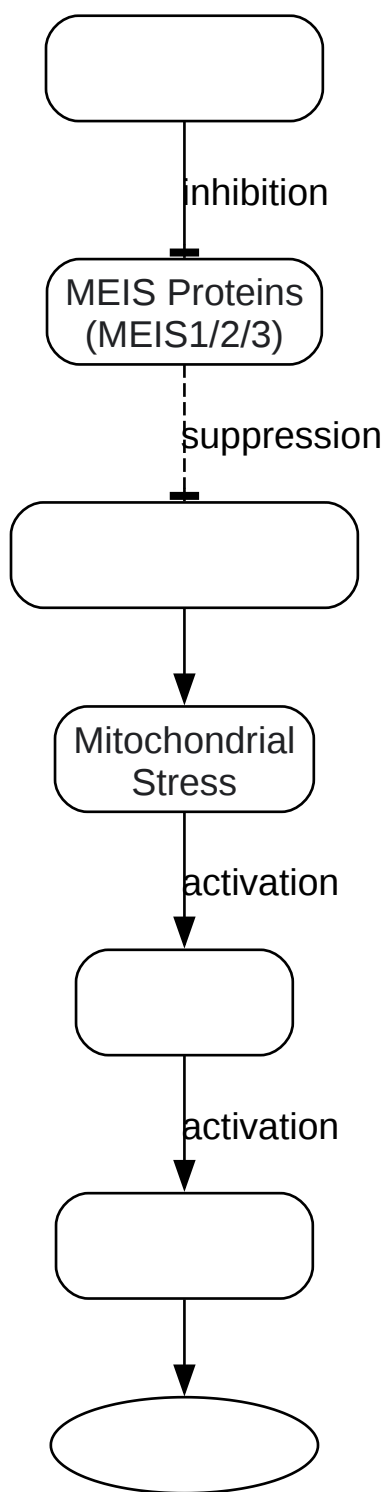 inhibition
MEIS Proteins
(MEIS1/2/3)
suppression
Mitochondrial
Stress
activation
activation